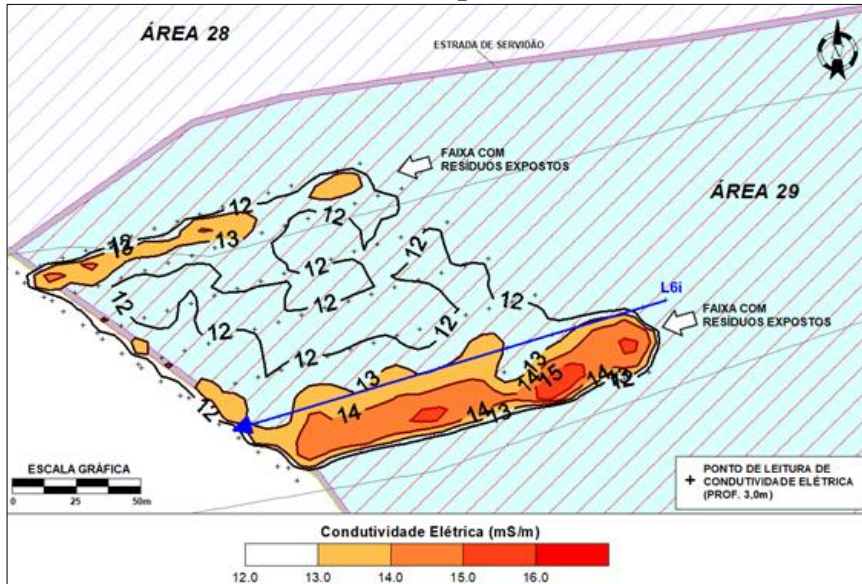 ÁREA 28
ESTRADA DE SERVIDÃO
FAIXA COM
RESÍDUOS EXPOSTOS
12
12
13
12
13
ÁREA 29
12
12
12
12
12
12
12
L6i
FAIXA COM
RESÍDUOS EXPOSTOS
13
13
12
14
15
14
13
12
14
14
13
ESCALA GRÁFICA
0
25
50m
+ PONTO DE LEITURA DE
CONDUTIVIDADE ELÉTRICA
(PROF. 3,0m)
Condutividade Elétrica (mS/m)
12.0 13.0 14.0 15.0 16.0